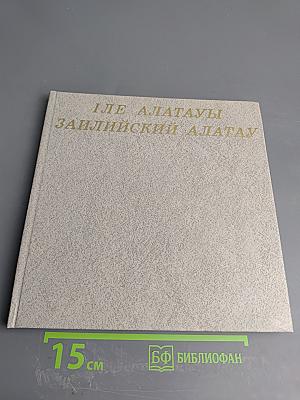 ІЛЕ АЛАТАУЫ
ЗАИЛИЙСКИЙ АЛАТАУ
15 см
БФ БИБЛИОФАН